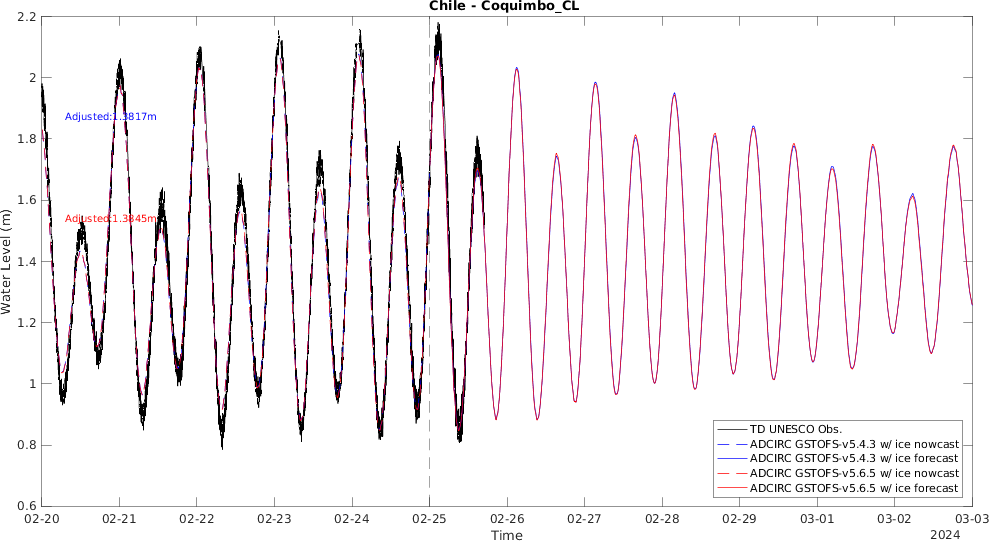 Chile - Coquimbo_CL
2.2
2
1.8
1.6
1.4
1.2
1
0.8
0.6
Water Level (m)
Adjusted:1.3817m
Adjusted:1.3845m
TD UNESCO Obs.
ADCIRC GSTOFS-v5.4.3 w/ ice nowcast
ADCIRC GSTOFS-v5.4.3 w/ ice forecast
ADCIRC GSTOFS-v5.6.5 w/ ice nowcast
ADCIRC GSTOFS-v5.6.5 w/ ice forecast
02-20 02-21 02-22 02-23 02-24 02-25 02-26 02-27 02-28 02-29 03-01 03-02 03-03
Time
2024